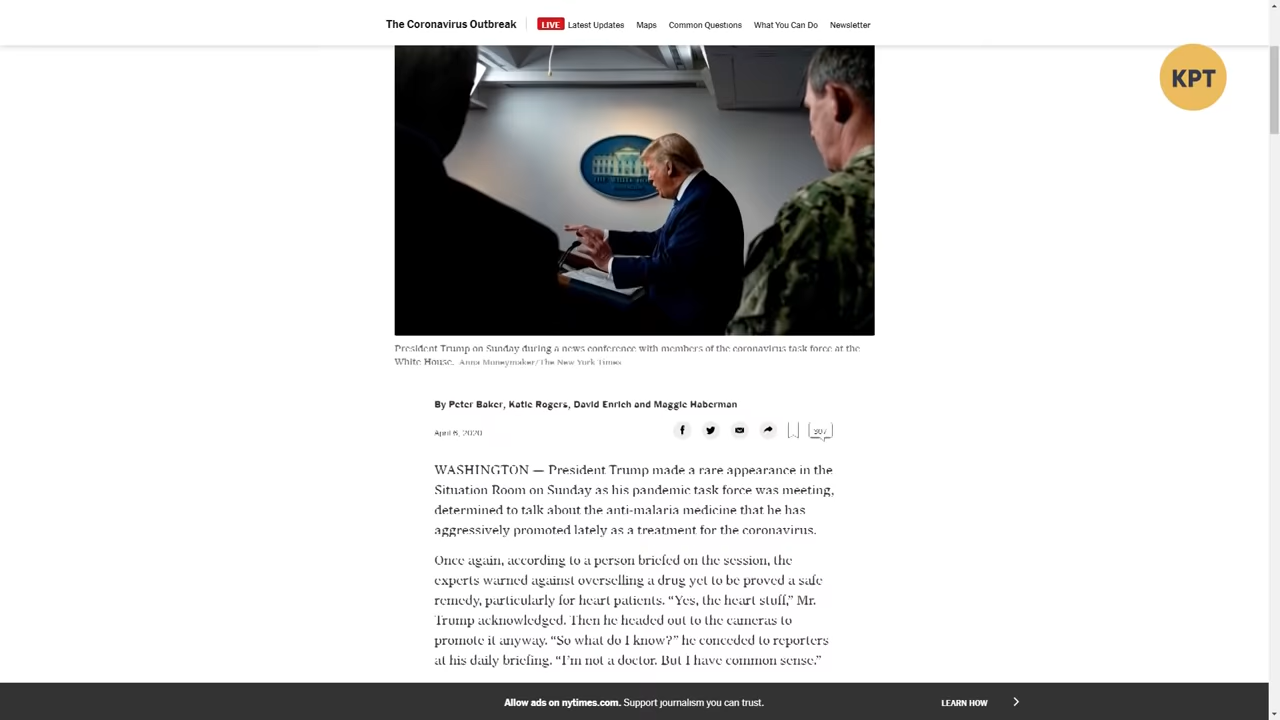 The Coronavirus Outbreak
LIVE Latest Updates Maps Common Questions What You Can Do Newsletter
KPT
THE WHITE HOUSE
President Trump on Sunday during a news conference with members of the coronavirus task force at the
White House. Anna Moneymaker/The New York Times
By Peter Baker, Katie Rogers, David Enrich and Maggie Haberman
April 6, 2020
307
WASHINGTON — President Trump made a rare appearance in the
Situation Room on Sunday as his pandemic task force was meeting,
determined to talk about the anti-malaria medicine that he has
aggressively promoted lately as a treatment for the coronavirus.
Once again, according to a person briefed on the session, the
experts warned against overselling a drug yet to be proved a safe
remedy, particularly for heart patients. “Yes, the heart stuff,” Mr.
Trump acknowledged. Then he headed out to the cameras to
promote it anyway. “So what do I know?” he conceded to reporters
at his daily briefing. “I’m not a doctor. But I have common sense.”
Allow ads on nytimes.com. Support journalism you can trust.
LEARN HOW